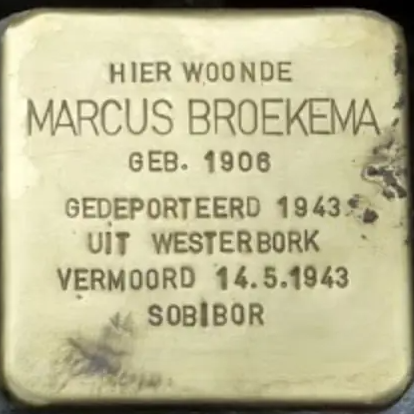 HIER WOONDE
MARCUS BROEKEMA
GEB. 1906
GEDEPORTEERD 1943
UIT WESTERBORK
VERMOORD 14.5.1943
SOBIBOR